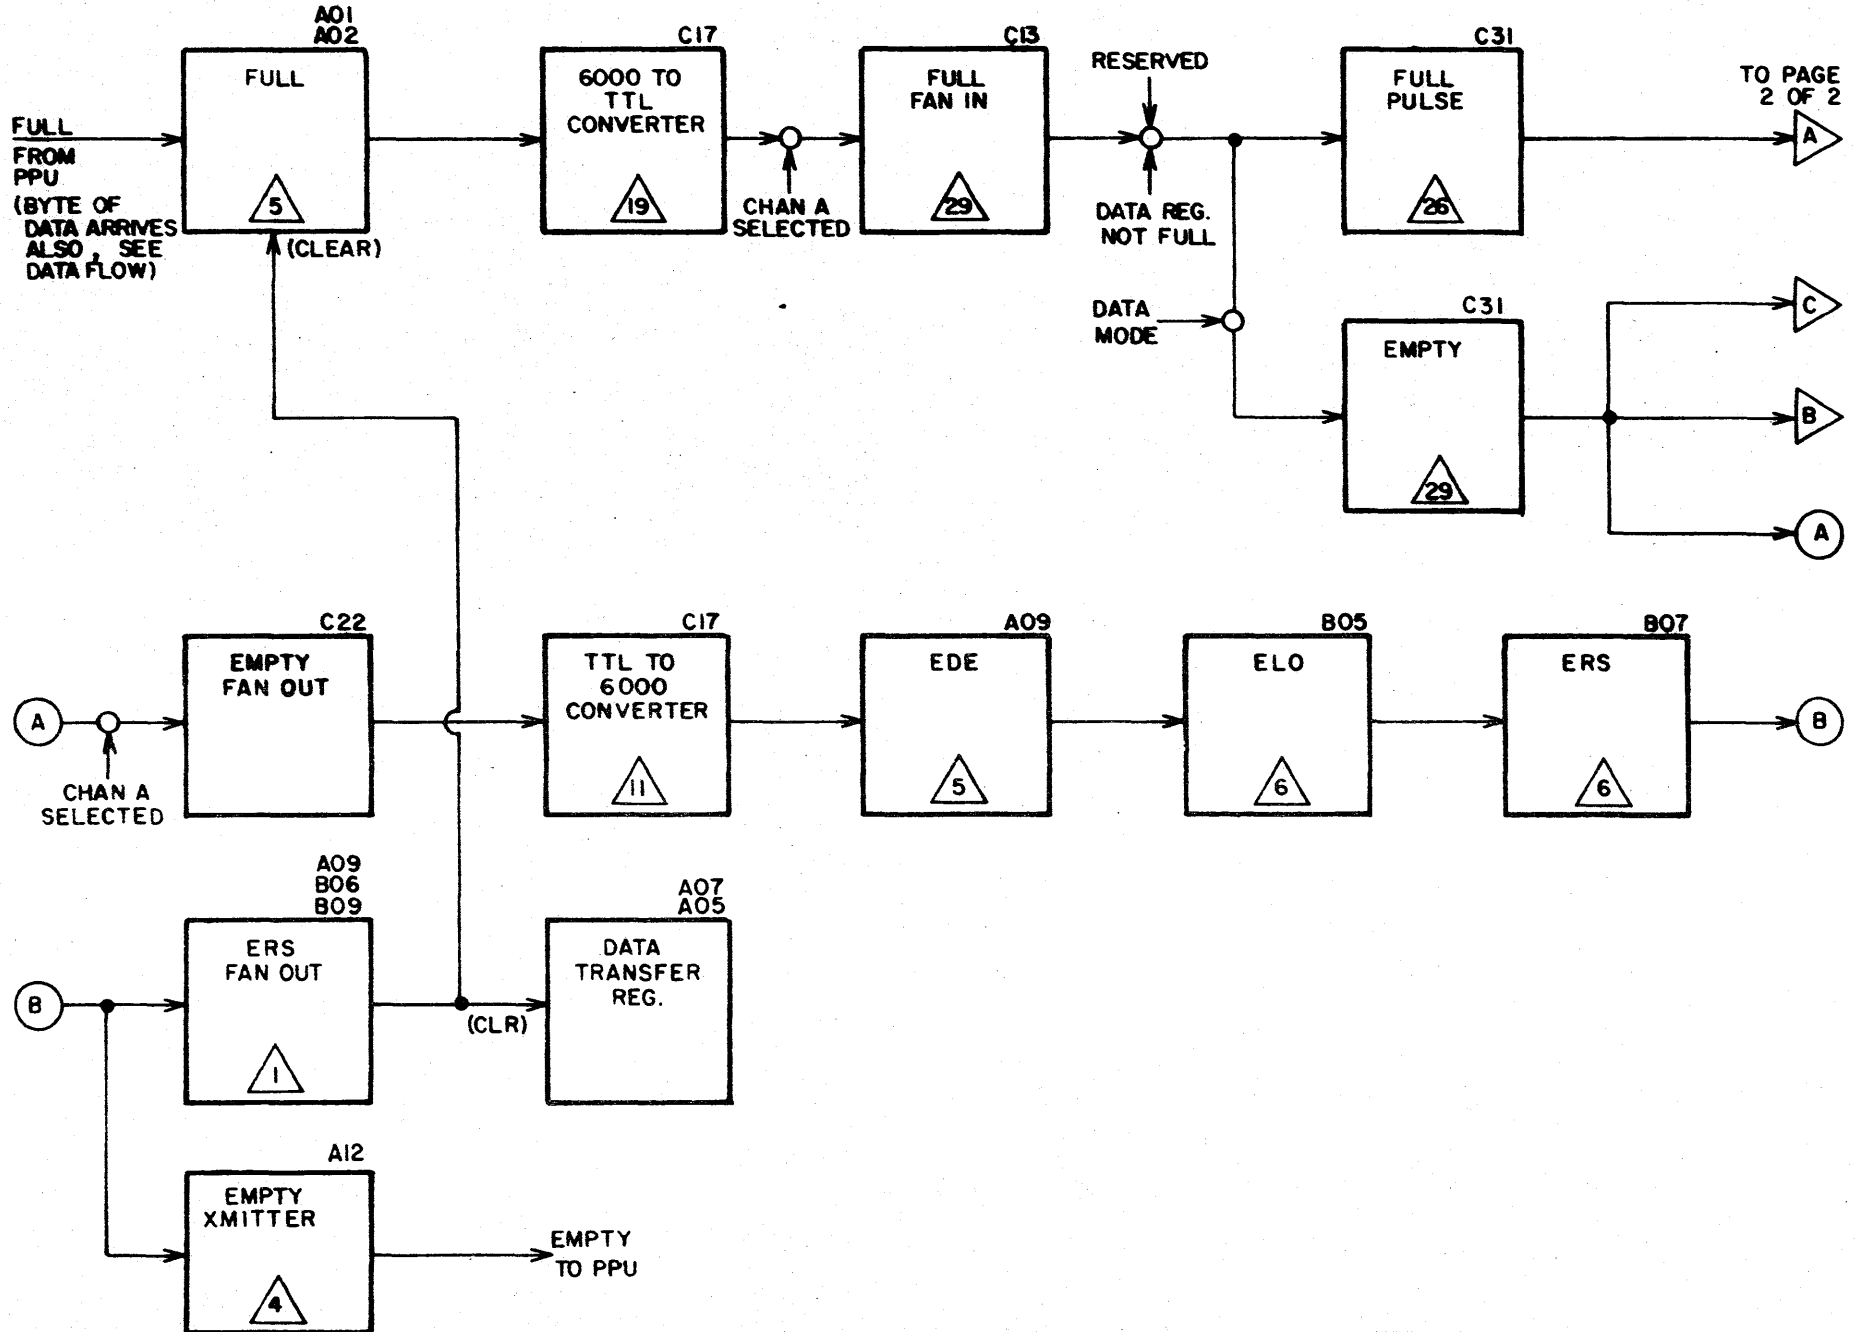 A01
A02
FULL
5
(CLEAR)
FULL
FROM
PPU
(BYTE OF
DATA ARRIVES
ALSO, SEE
DATA FLOW)
C17
6000 TO
TTL
CONVERTER
19
CHAN A
SELECTED
C13
FULL
FAN IN
29
RESERVED
DATA REG.
NOT FULL
C31
FULL
PULSE
26
TO PAGE
2 OF 2
A
DATA
MODE
C31
EMPTY
29
C
B
A
A
CHAN A
SELECTED
C22
EMPTY
FAN OUT
C17
TTL TO
6000
CONVERTER
11
A09
EDE
5
B05
ELO
6
B07
ERS
6
B
B
A09
B06
B09
ERS
FAN OUT
1
(CLR)
A07
A05
DATA
TRANSFER
REG.
A12
EMPTY
XMITTER
4
EMPTY
TO PPU